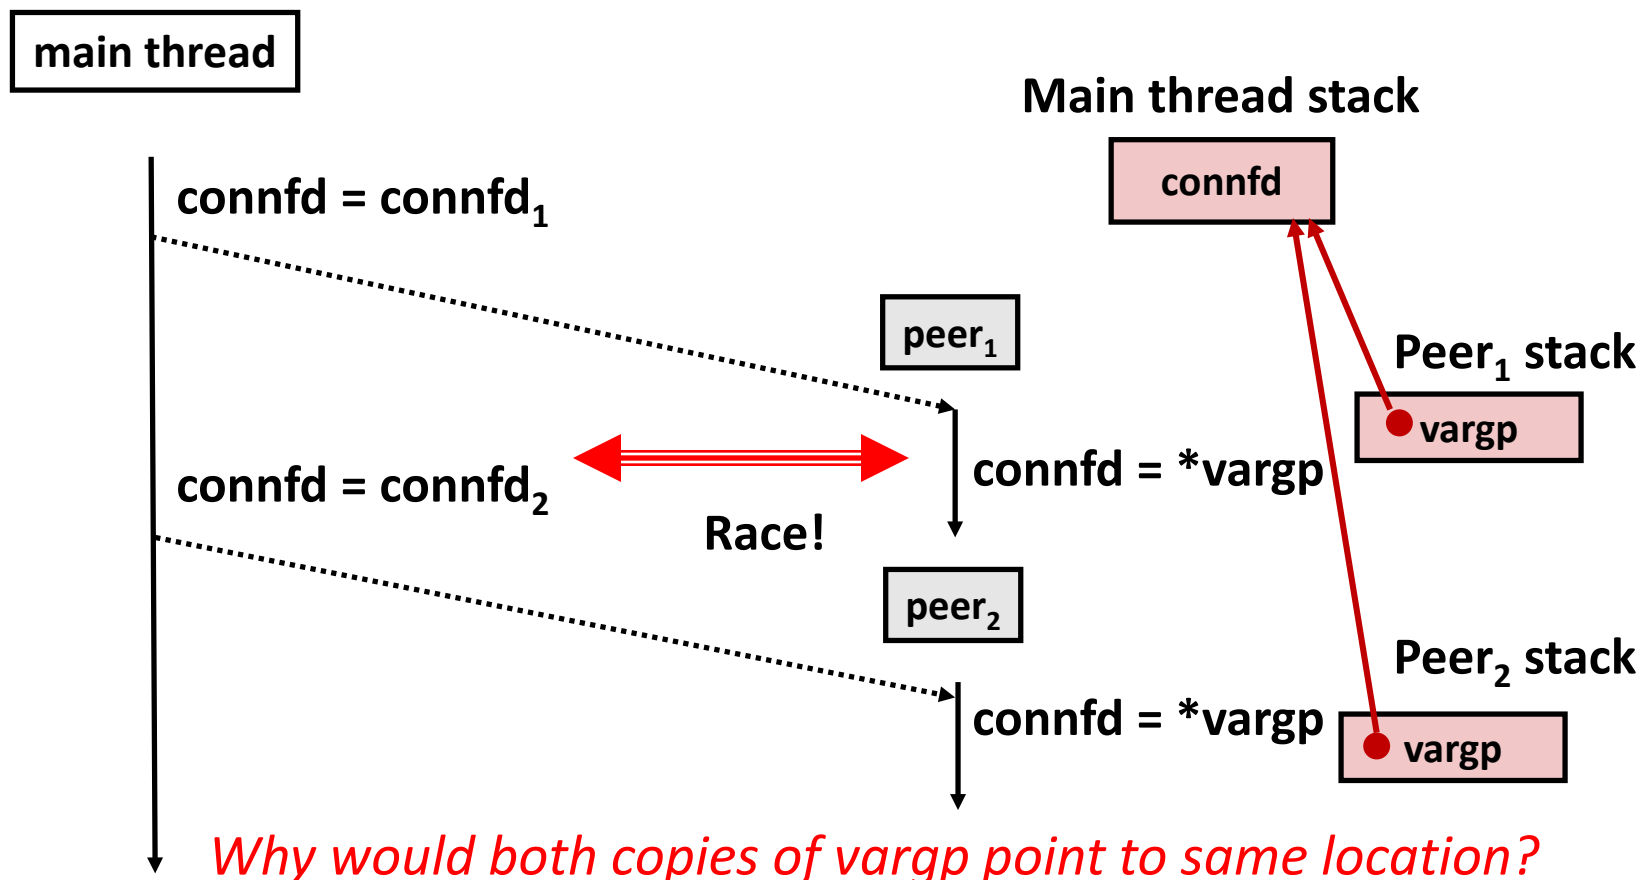 main thread
Main thread stack
connfd
connfd = connfd₁
peer₁
Peer₁ stack
vargp
connfd = *vargp
connfd = connfd₂
Race!
peer₂
Peer₂ stack
connfd = *vargp
vargp
Why would both copies of vargp point to same location?